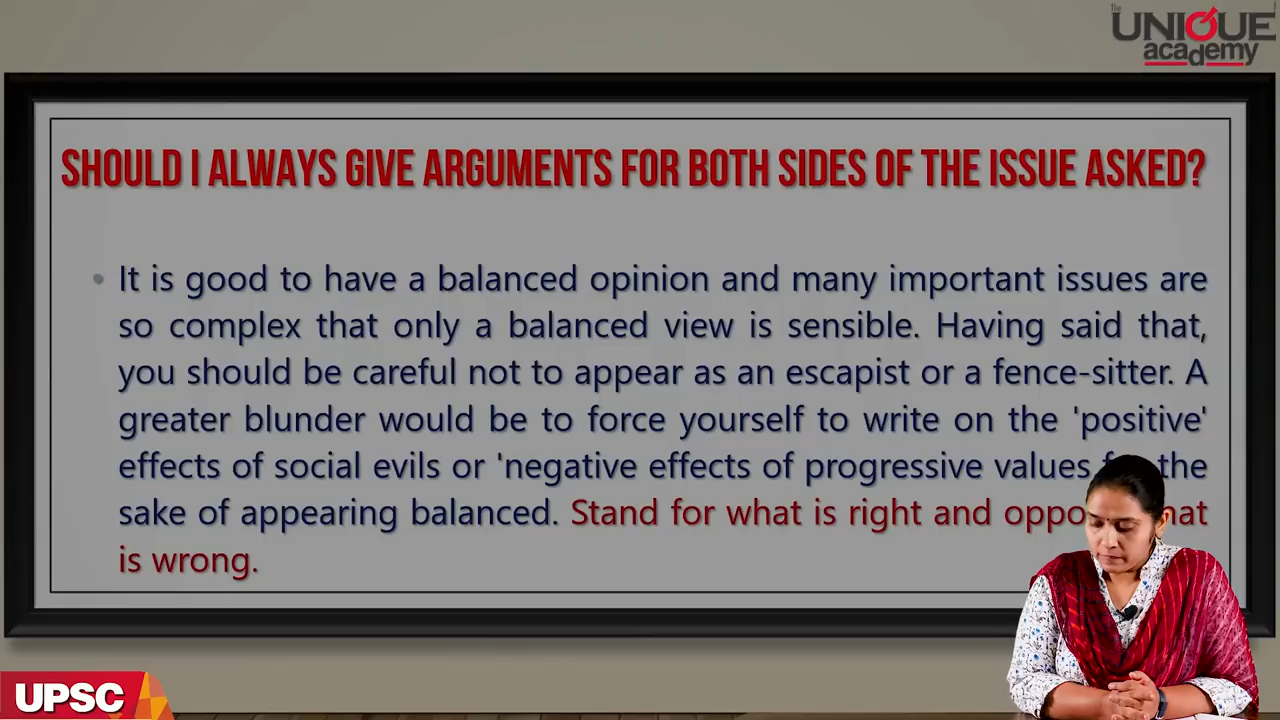 The
UNIQUE
academy
SHOULD I ALWAYS GIVE ARGUMENTS FOR BOTH SIDES OF THE ISSUE ASKED?
• It is good to have a balanced opinion and many important issues are
so complex that only a balanced view is sensible. Having said that,
you should be careful not to appear as an escapist or a fence-sitter. A
greater blunder would be to force yourself to write on the 'positive'
effects of social evils or 'negative effects of progressive values the
sake of appearing balanced. Stand for what is right and
is wrong.
UPSC